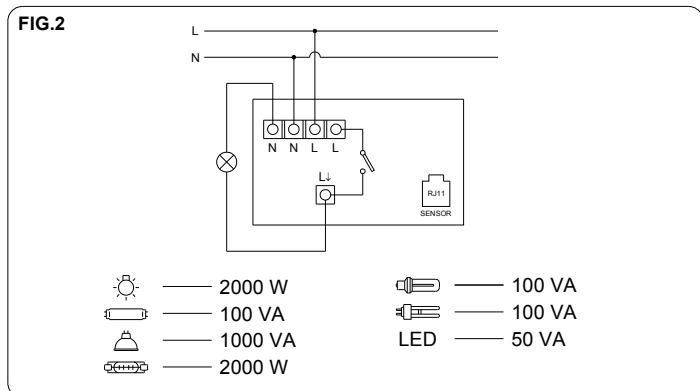 FIG.2
L
N
N N L L
L↓
RJ11
SENSOR
2000 W
100 VA
1000 VA
2000 W
100 VA
100 VA
LED 50 VA